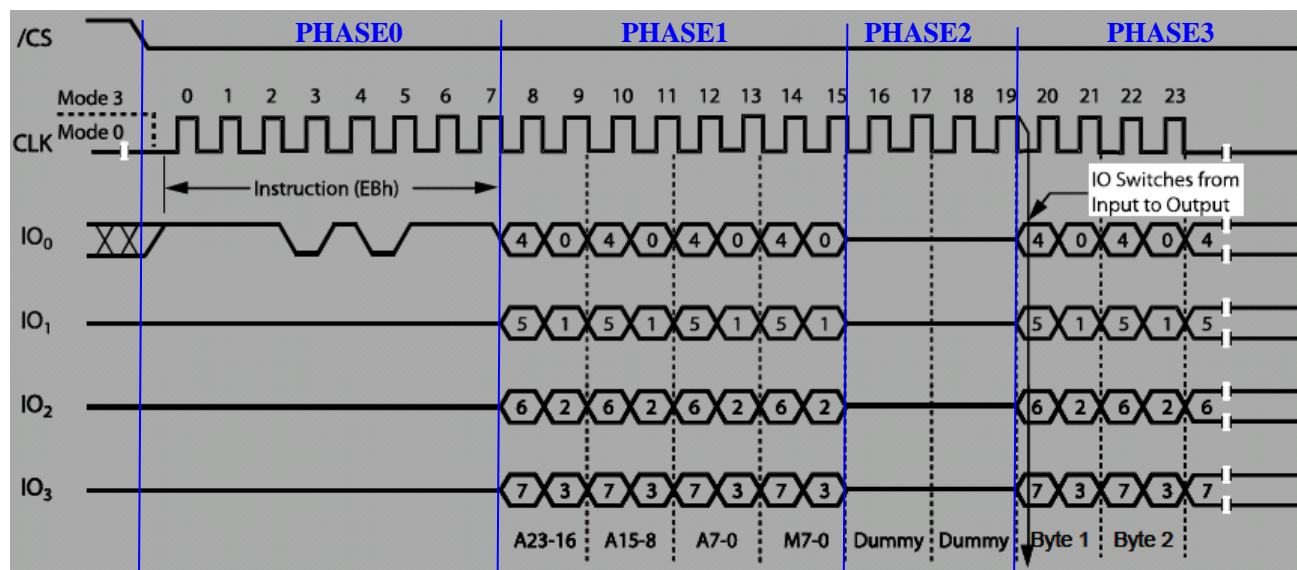 /CS PHASE0 PHASE1 PHASE2 PHASE3
Mode 3 0 1 2 3 4 5 6 7 8 9 10 11 12 13 14 15 16 17 18 19 20 21 22 23
CLK Mode 0
Instruction (EBh)
IO Switches from
Input to Output
IO0 4 0 4 0 4 0 4 0 4 0 4 0 4
IO1 5 1 5 1 5 1 5 1 5 1 5 1 5
IO2 6 2 6 2 6 2 6 2 6 2 6 2 6
IO3 7 3 7 3 7 3 7 3 7 3 7 3 7
A23-16 A15-8 A7-0 M7-0 Dummy Dummy Byte 1 Byte 2